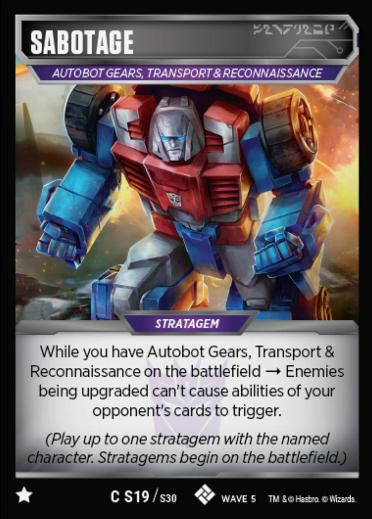 SABOTAGE
AUTOBOT GEARS, TRANSPORT & RECONNAISSANCE
STRATAGEM
While you have Autobot Gears, Transport &
Reconnaissance on the battlefield → Enemies
being upgraded can't cause abilities of your
opponent's cards to trigger.
(Play up to one stratagem with the named
character. Stratagems begin on the battlefield.)
C S19/S30 WAVE 5 TM & © Hasbro. © Wizards.